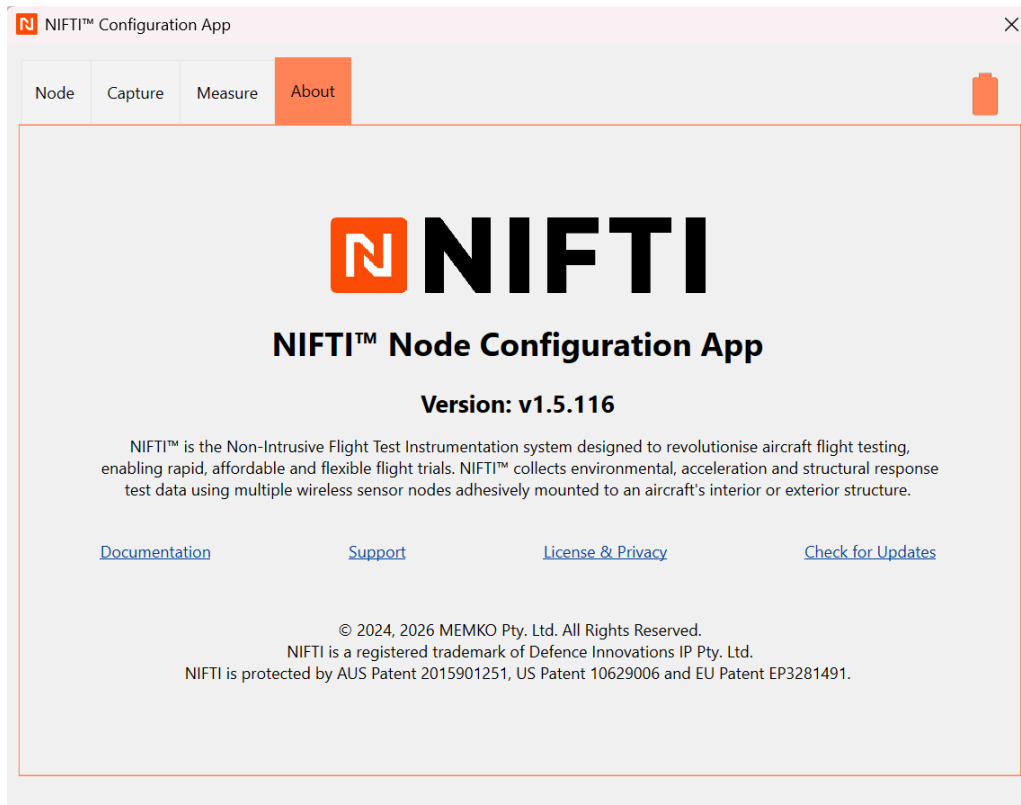 NIFTI™ Configuration App
Node
Capture
Measure
About
NIFTI
NIFTI™ Node Configuration App
Version: v1.5.116
NIFTI™ is the Non-Intrusive Flight Test Instrumentation system designed to revolutionise aircraft flight testing,
enabling rapid, affordable and flexible flight trials. NIFTI™ collects environmental, acceleration and structural response
test data using multiple wireless sensor nodes adhesively mounted to an aircraft's interior or exterior structure.
Documentation
Support
License & Privacy
Check for Updates
© 2024, 2026 MEMKO Pty. Ltd. All Rights Reserved.
NIFTI is a registered trademark of Defence Innovations IP Pty. Ltd.
NIFTI is protected by AUS Patent 2015901251, US Patent 10629006 and EU Patent EP3281491.